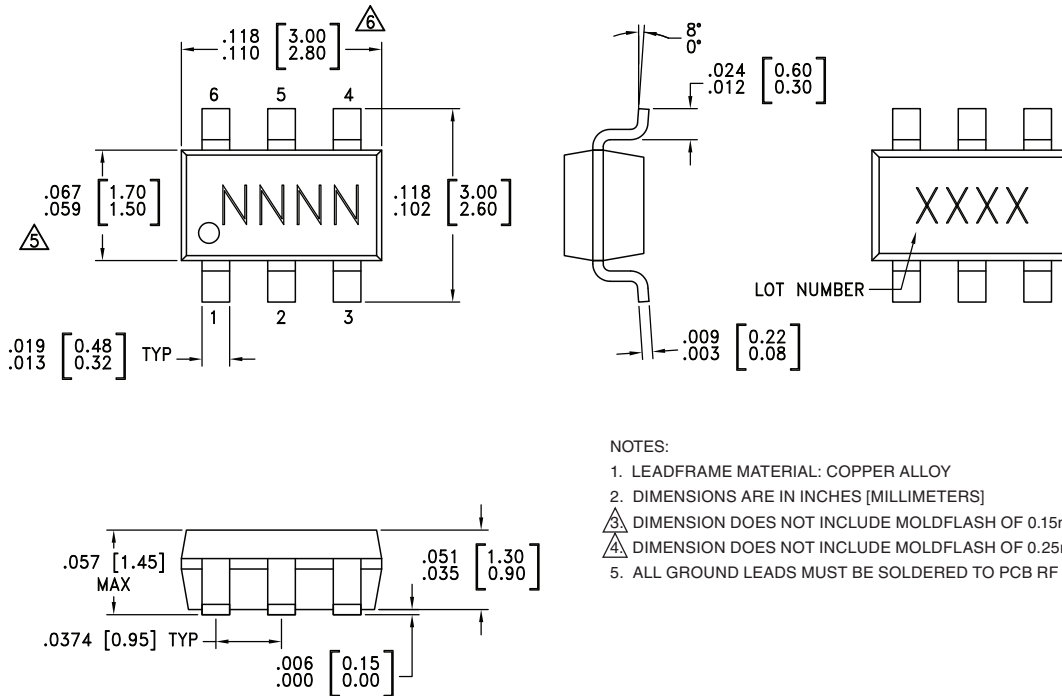 6
.118 [3.00]
.110 [2.80]
8°
0°
.024 [0.60]
.012 [0.30]
6 5 4
.067 [1.70]
.059 [1.50]
5
NNNN
.118 [3.00]
.102 [2.60]
XXXX
LOT NUMBER
1 2 3
.019 [0.48]
.013 [0.32]
TYP
.009 [0.22]
.003 [0.08]
NOTES:
1. LEADFRAME MATERIAL: COPPER ALLOY
2. DIMENSIONS ARE IN INCHES [MILLIMETERS]
3. DIMENSION DOES NOT INCLUDE MOLDFLASH OF 0.15
4. DIMENSION DOES NOT INCLUDE MOLDFLASH OF 0.25
5. ALL GROUND LEADS MUST BE SOLDERED TO PCB RF
.057 [1.45]
MAX
.051 [1.30]
.035 [0.90]
.0374 [0.95] TYP
.006 [0.15]
.000 [0.00]